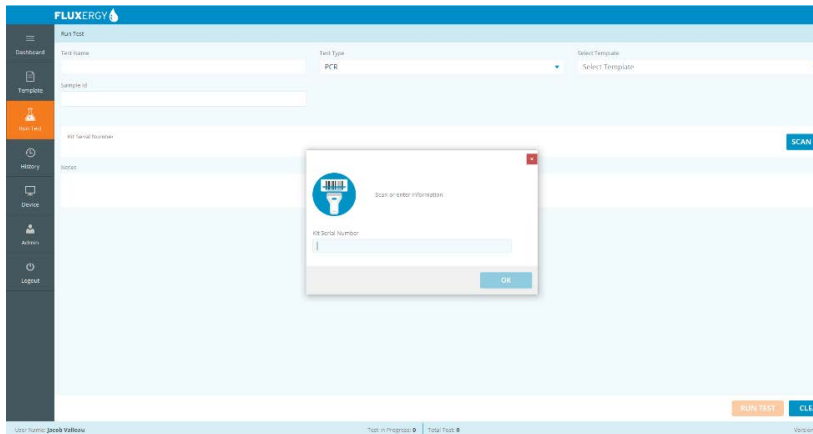 FLUXERGY
Run Test
Dashboard
Template
Run Test
History
Device
Admin
Logout
Test Name
Test Type
Select Template
PCR
Select Template
Sample Id
Kit Serial Number
SCAN
Notes
Scan or enter information
Kit Serial Number
OK
RUN TEST
CLE
User Name: Jacob Valleau
Test in Progress: 0
Total Test: 0
Version